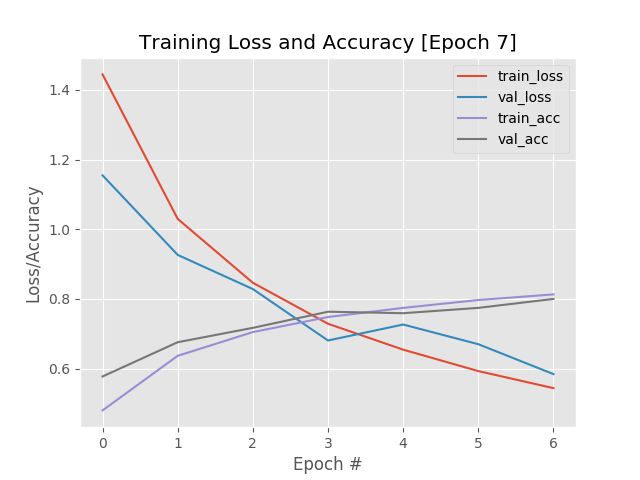 Training Loss and Accuracy [Epoch 7]
train_loss
val_loss
train_acc
val_acc
1.4
1.2
1.0
0.8
0.6
Loss/Accuracy
0 1 2 3 4 5 6
Epoch #